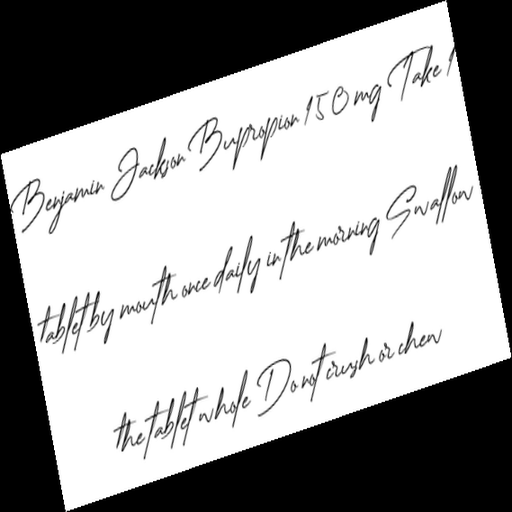 Benjamin Jackson Bupropion 150 mg Take 1
tablet by mouth once daily in the morning Swallow
the tablet whole Do not crush or chew